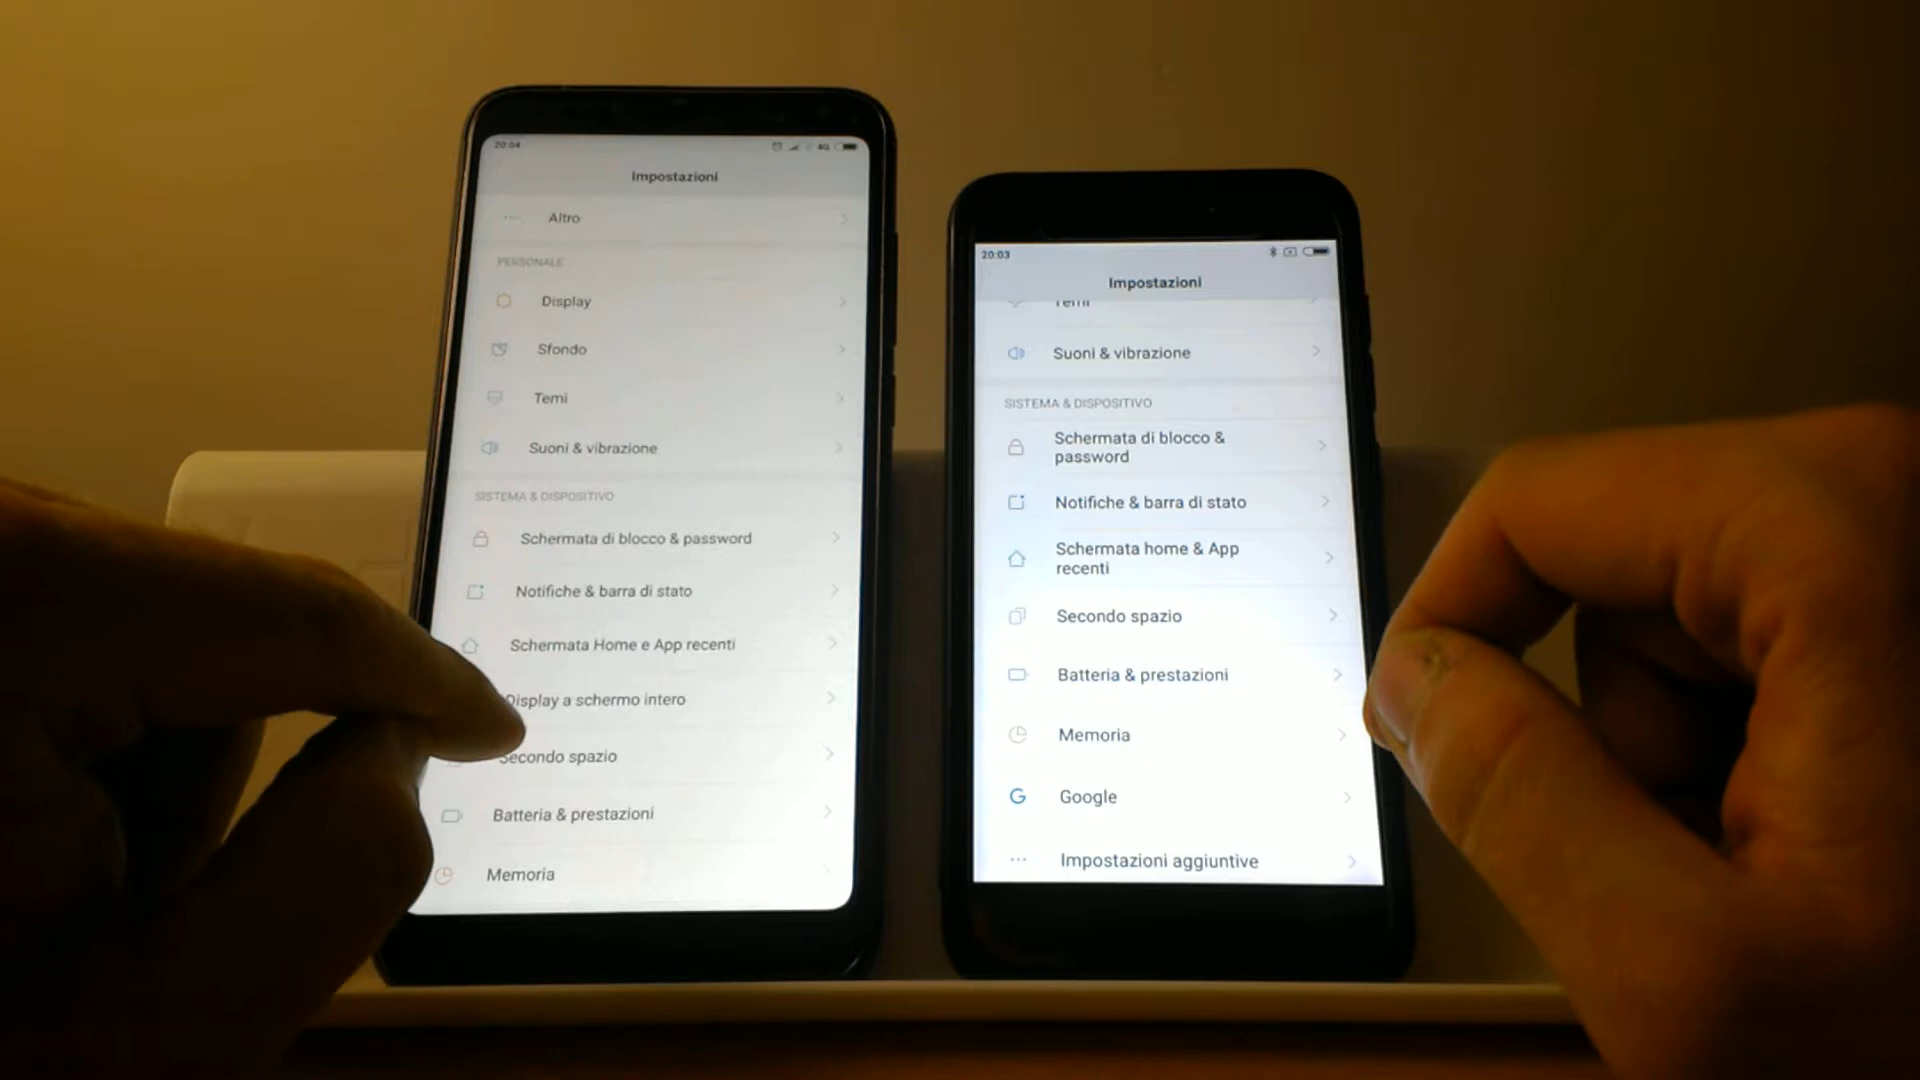 20:04
4G
Impostazioni
Altro
PERSONALE
Display
Sfondo
Temi
Suoni & vibrazione
SISTEMA & DISPOSITIVO
Schermata di blocco & password
Notifiche & barra di stato
Schermata Home e App recenti
Display a schermo intero
Secondo spazio
Batteria & prestazioni
Memoria
20:03
Impostazioni
Temi
Suoni & vibrazione
SISTEMA & DISPOSITIVO
Schermata di blocco &
password
Notifiche & barra di stato
Schermata home & App
recenti
Secondo spazio
Batteria & prestazioni
Memoria
Google
Impostazioni aggiuntive